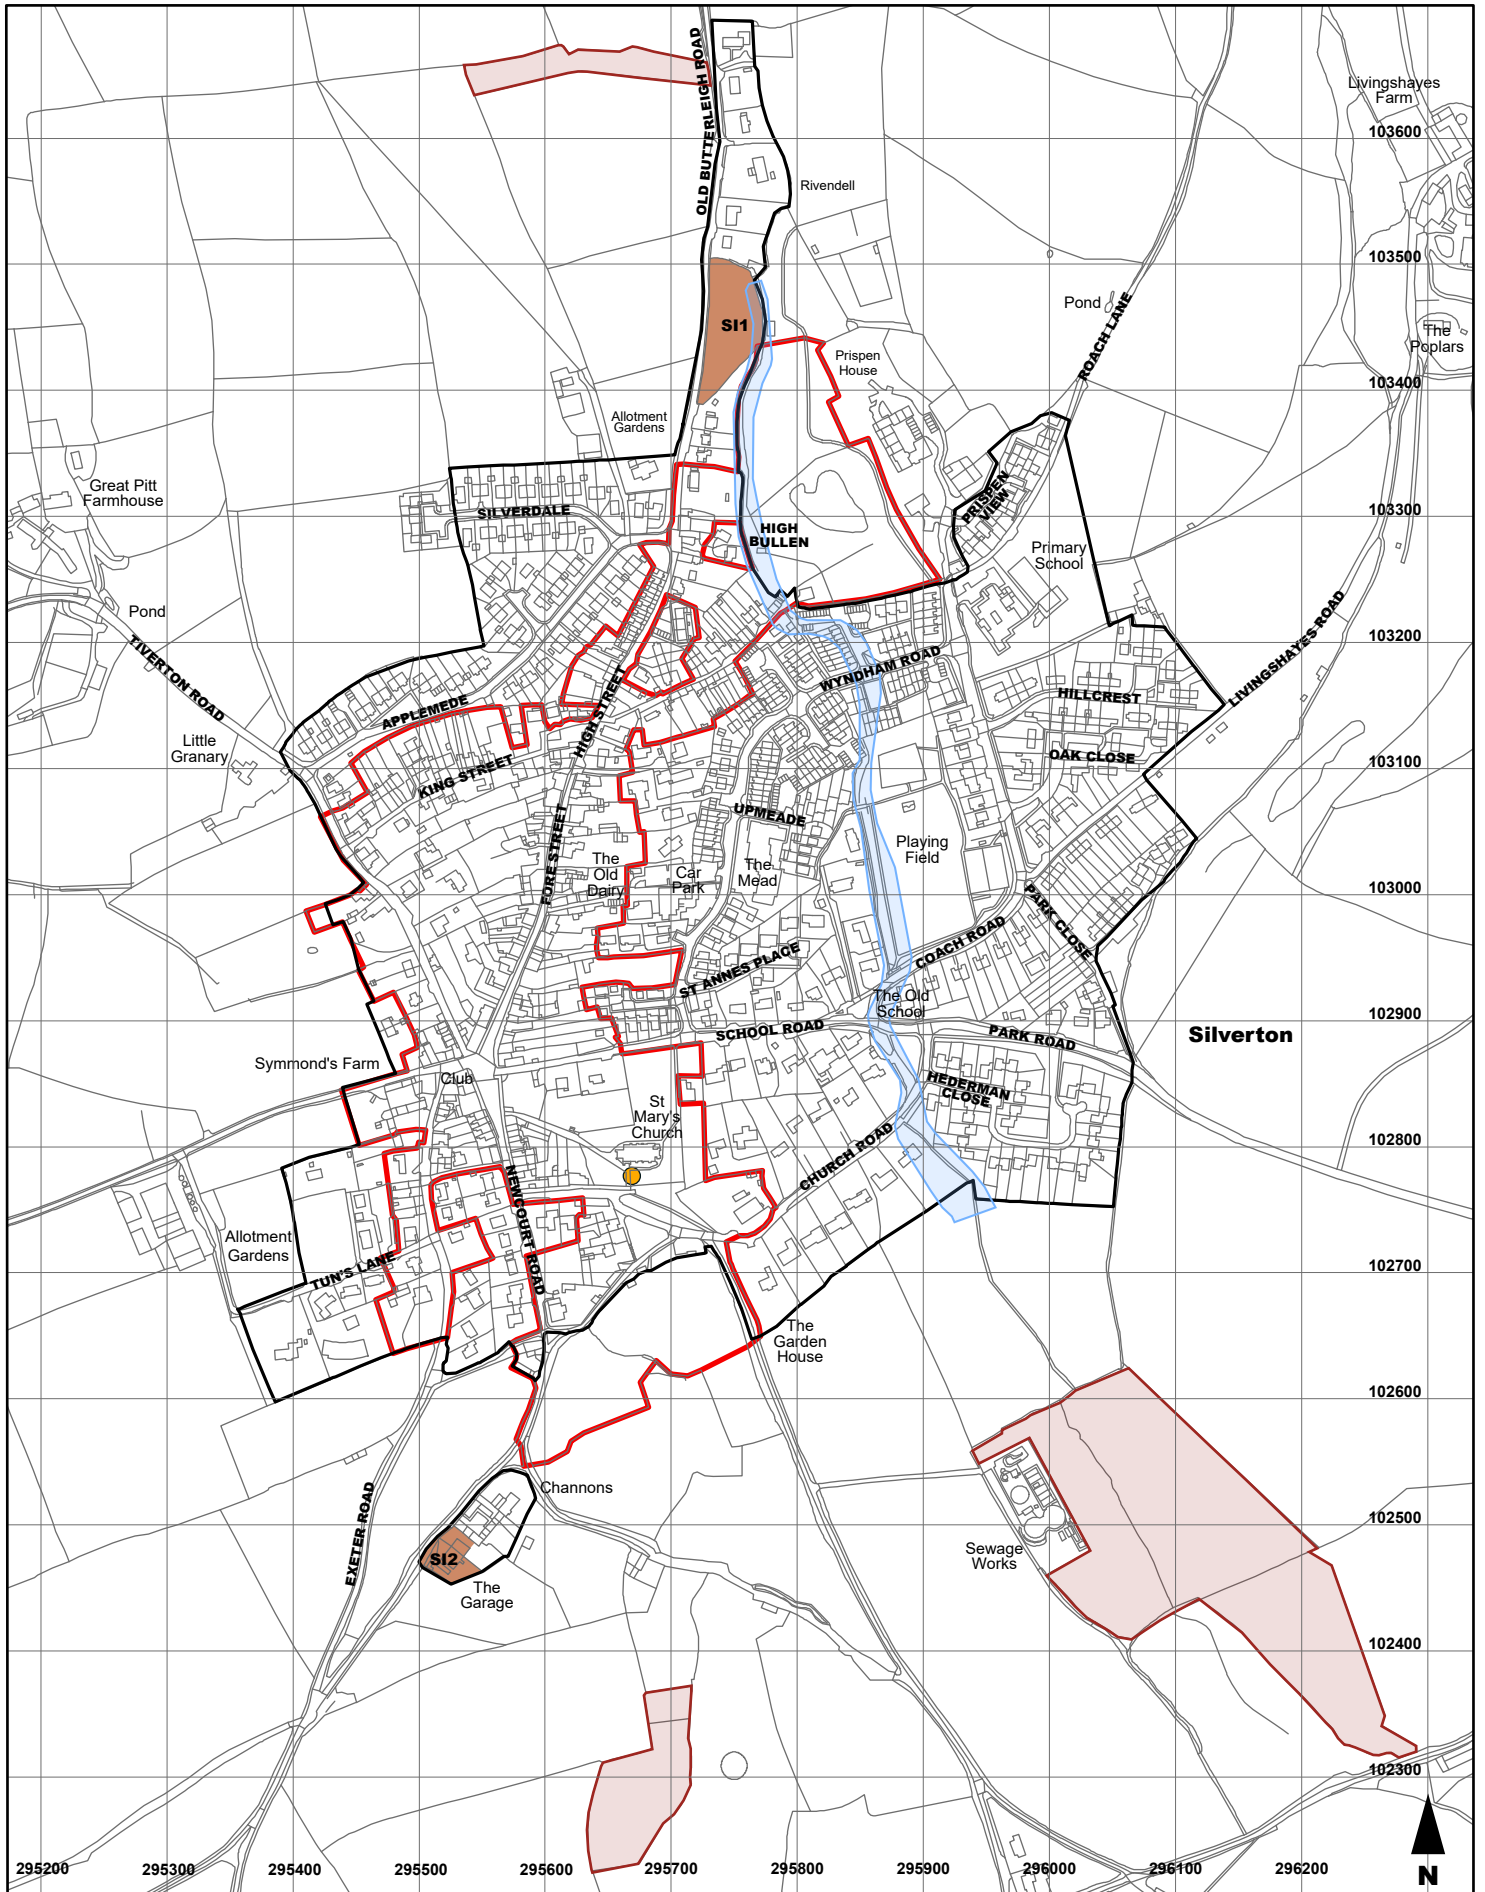 OLD BUTTERLEIGH ROAD
Livingshayes
Farm
103600
Rivendell
103500
Pond
SI1
ROACH LANE
The
Poplars
Prispen
House
103400
Allotment
Gardens
Great Pitt
Farmhouse
SILVERDALE
PRISPEN
VIEW
103300
HIGH
BULLEN
Primary
School
Pond
TIVERTON ROAD
103200
LIVINGSHAYES ROAD
WYNDHAM ROAD
HILLCREST
APPLEMEDE
HIGH STREET
Little
Granary
OAK CLOSE
103100
KING STREET
UPMEADE
FORE STREET
Playing
Field
The
Old
Dairy
Car
Park
The
Mead
103000
PARK CLOSE
COACH ROAD
ST ANNES PLACE
The Old
School
102900
SCHOOL ROAD
PARK ROAD
Silverton
Symmond's Farm
Club
HEDERMAN
CLOSE
St
Mary's
Church
102800
CHURCH ROAD
NEWCOURT ROAD
Allotment
Gardens
TUN'S LANE
102700
The
Garden
House
102600
Channons
EXETER ROAD
102500
Sewage
Works
SI2
The
Garage
102400
102300
295200
295300
295400
295500
295600
295700
295800
295900
296000
296100
296200
N